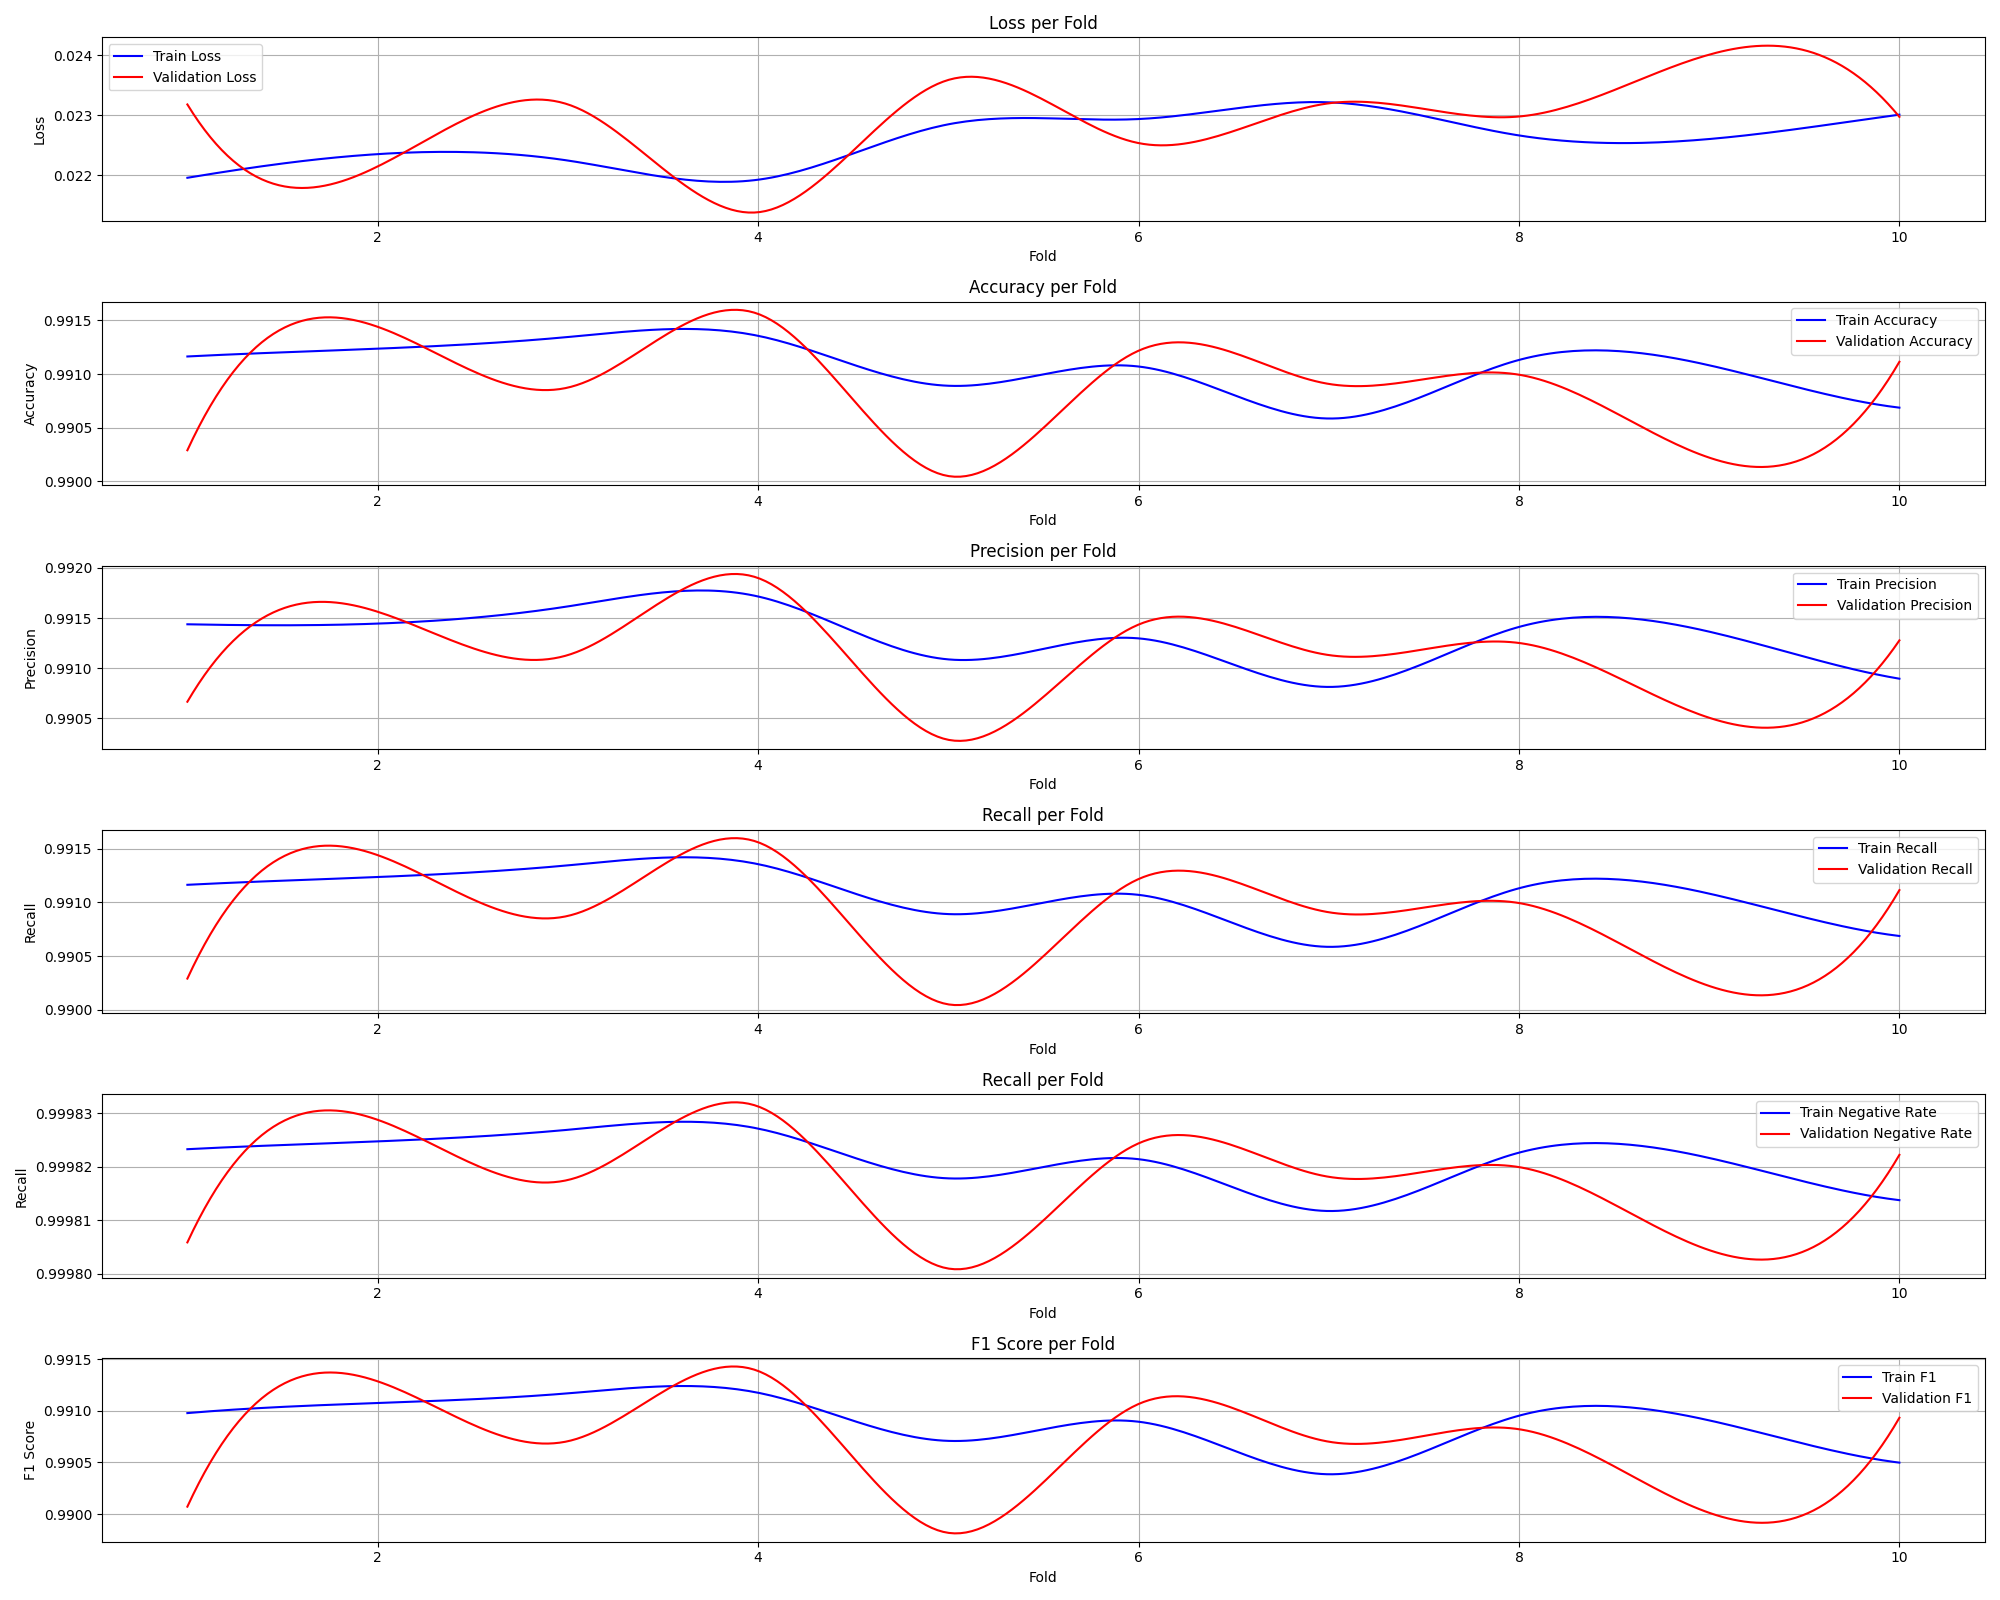 Loss per Fold
Train Loss
Validation Loss
0.024
0.023
0.022
Loss
2 4 6 8 10
Fold
Accuracy per Fold
Train Accuracy
Validation Accuracy
0.9915
0.9910
0.9905
0.9900
Accuracy
2 4 6 8 10
Fold
Precision per Fold
Train Precision
Validation Precision
0.9920
0.9915
0.9910
0.9905
Precision
2 4 6 8 10
Fold
Recall per Fold
Train Recall
Validation Recall
0.9915
0.9910
0.9905
0.9900
Recall
2 4 6 8 10
Fold
Recall per Fold
Train Negative Rate
Validation Negative Rate
0.99983
0.99982
0.99981
0.99980
Recall
2 4 6 8 10
Fold
F1 Score per Fold
Train F1
Validation F1
0.9915
0.9910
0.9905
0.9900
F1 Score
2 4 6 8 10
Fold